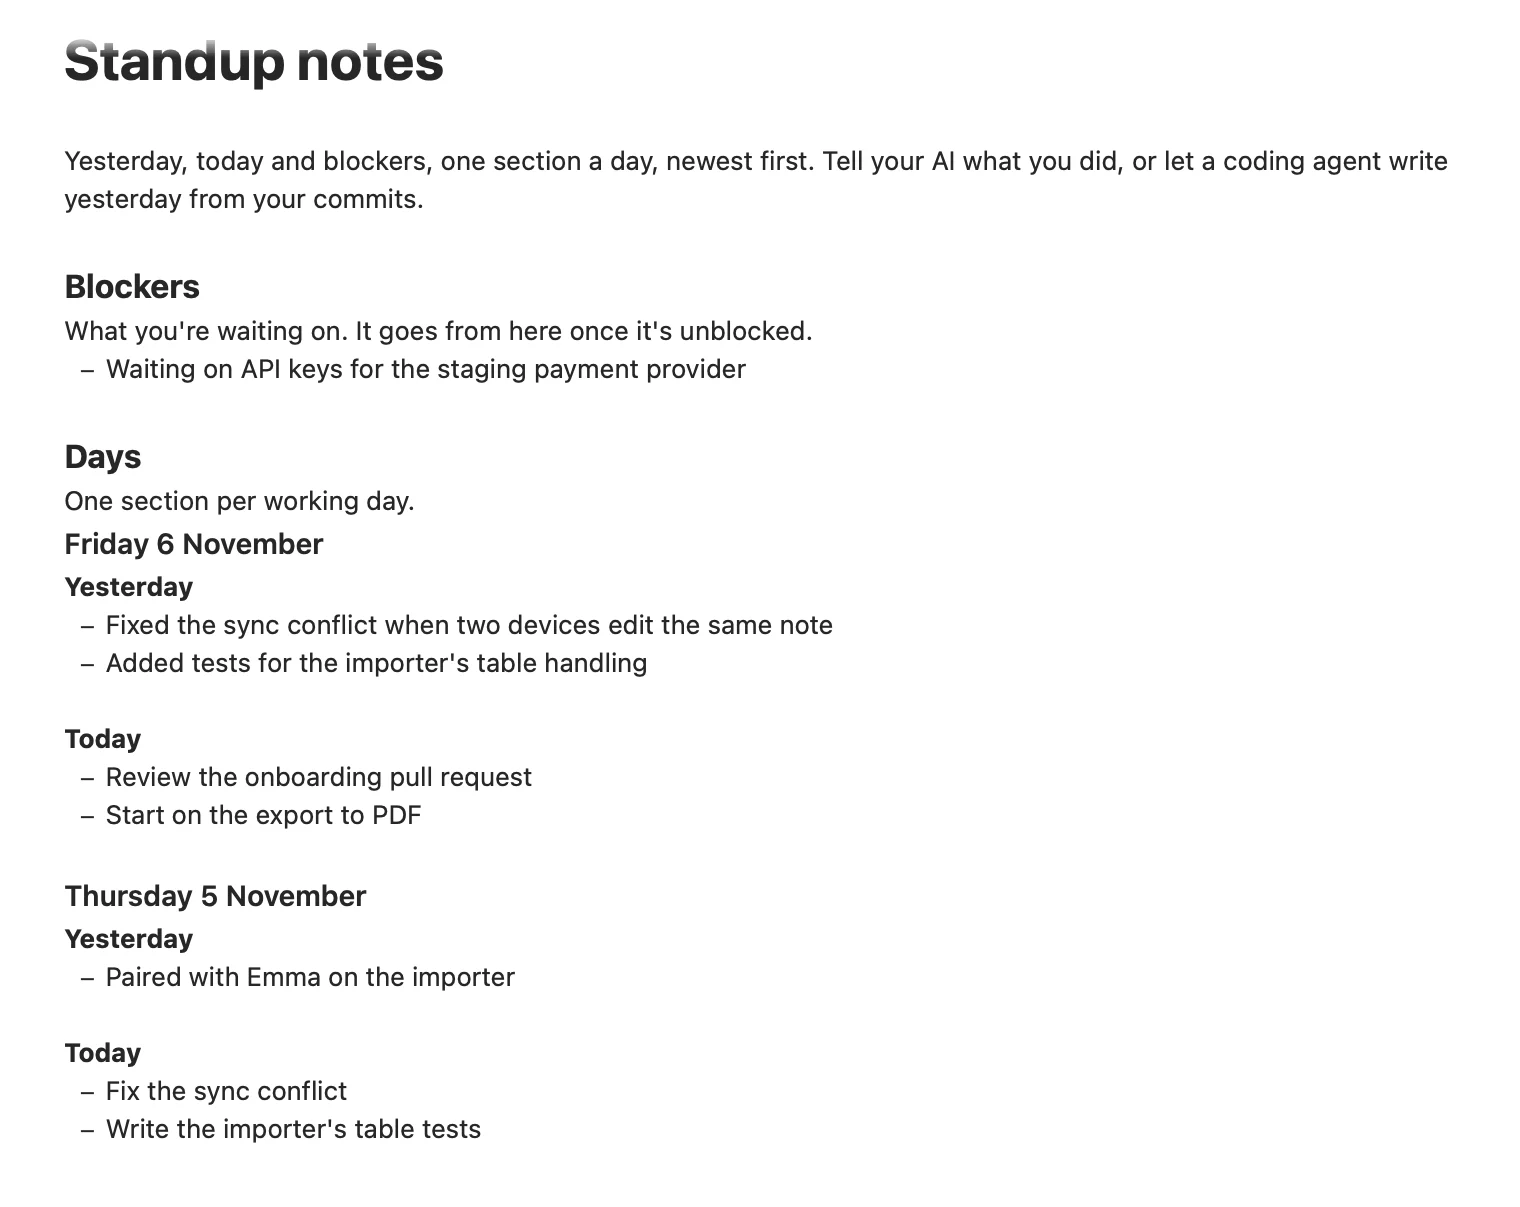 Standup notes
Yesterday, today and blockers, one section a day, newest first. Tell your AI what you did, or let a coding agent write
yesterday from your commits.
Blockers
What you're waiting on. It goes from here once it's unblocked.
– Waiting on API keys for the staging payment provider
Days
One section per working day.
Friday 6 November
Yesterday
– Fixed the sync conflict when two devices edit the same note
– Added tests for the importer's table handling
Today
– Review the onboarding pull request
– Start on the export to PDF
Thursday 5 November
Yesterday
– Paired with Emma on the importer
Today
– Fix the sync conflict
– Write the importer's table tests